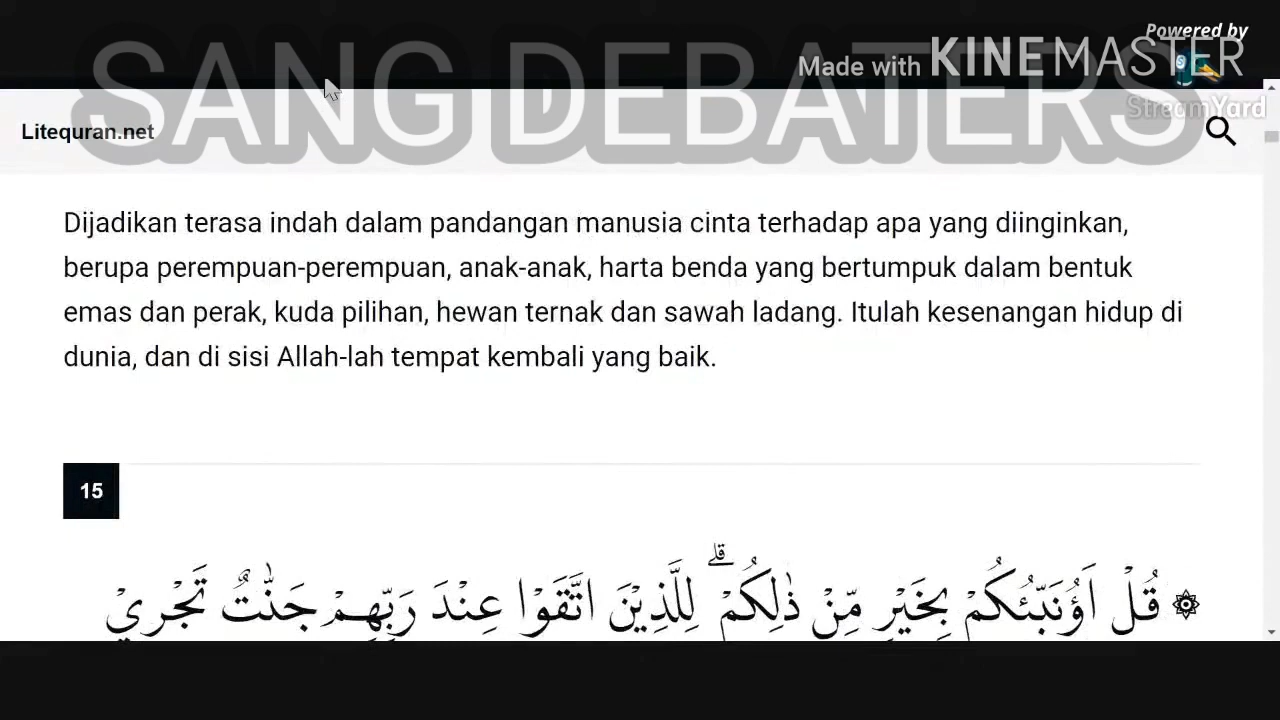 SANG DEBATERS
Powered by
Made with KINEMASTER
StreamYard
Litequran.net
Dijadikan terasa indah dalam pandangan manusia cinta terhadap apa yang diinginkan,
berupa perempuan-perempuan, anak-anak, harta benda yang bertumpuk dalam bentuk
emas dan perak, kuda pilihan, hewan ternak dan sawah ladang. Itulah kesenangan hidup di
dunia, dan di sisi Allah-lah tempat kembali yang baik.
15
۞ قُلْ اَؤُنَبِّئُكُمْ بِخَيْرٍ مِّنْ ذٰلِكُمْ ۗ لِلَّذِيْنَ اتَّقَوْا عِنْدَ رَبِّهِمْ جَنّٰتٌ تَجْرِيْ